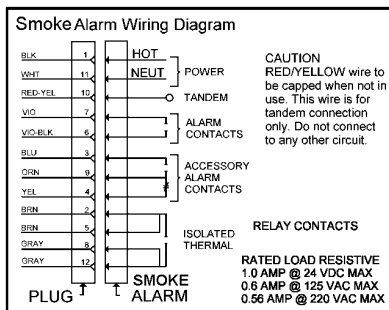 Smoke Alarm Wiring Diagram
BLK 1 HOT
WHT 11 NEUT
POWER
RED-YEL 10 TANDEM
VIO 7
VIO-BLK 6
ALARM
CONTACTS
BLU 3
ORN 9
YEL 4
ACCESSORY
ALARM
CONTACTS
BRN 2
BRN 5
GRAY 8
GRAY 12
ISOLATED
THERMAL
PLUG
SMOKE
ALARM
CAUTION
RED/YELLOW wire to
be capped when not in
use. This wire is for
tandem connection
only. Do not connect
to any other circuit.
RELAY CONTACTS
RATED LOAD RESISTIVE
1.0 AMP @ 24 VDC MAX
0.6 AMP @ 125 VAC MAX
0.56 AMP @ 220 VAC MAX